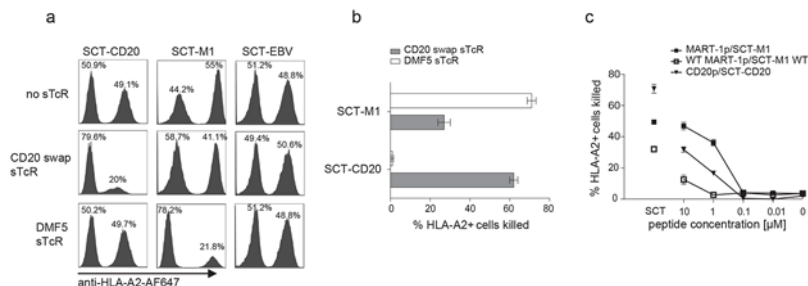 a
SCT-CD20 SCT-M1 SCT-EBV
no sTcR
50.9% 49.1%
44.2% 55%
51.2% 48.8%
CD20 swap
sTcR
79.6% 20%
58.7% 41.1%
49.4% 50.6%
DMF5
sTcR
50.2% 49.7%
78.2% 21.8%
51.2% 48.8%
anti-HLA-A2-AF647
b
CD20 swap sTcR
DMF5 sTcR
SCT-M1
SCT-CD20
0 20 40 60 80
% HLA-A2+ cells killed
c
MART-1p/SCT-M1
WT MART-1p/SCT-M1 WT
CD20p/SCT-CD20
% HLA-A2+ cells killed
80
60
40
20
0
SCT 10 1 0.1 0.01 0
peptide concentration [µM]